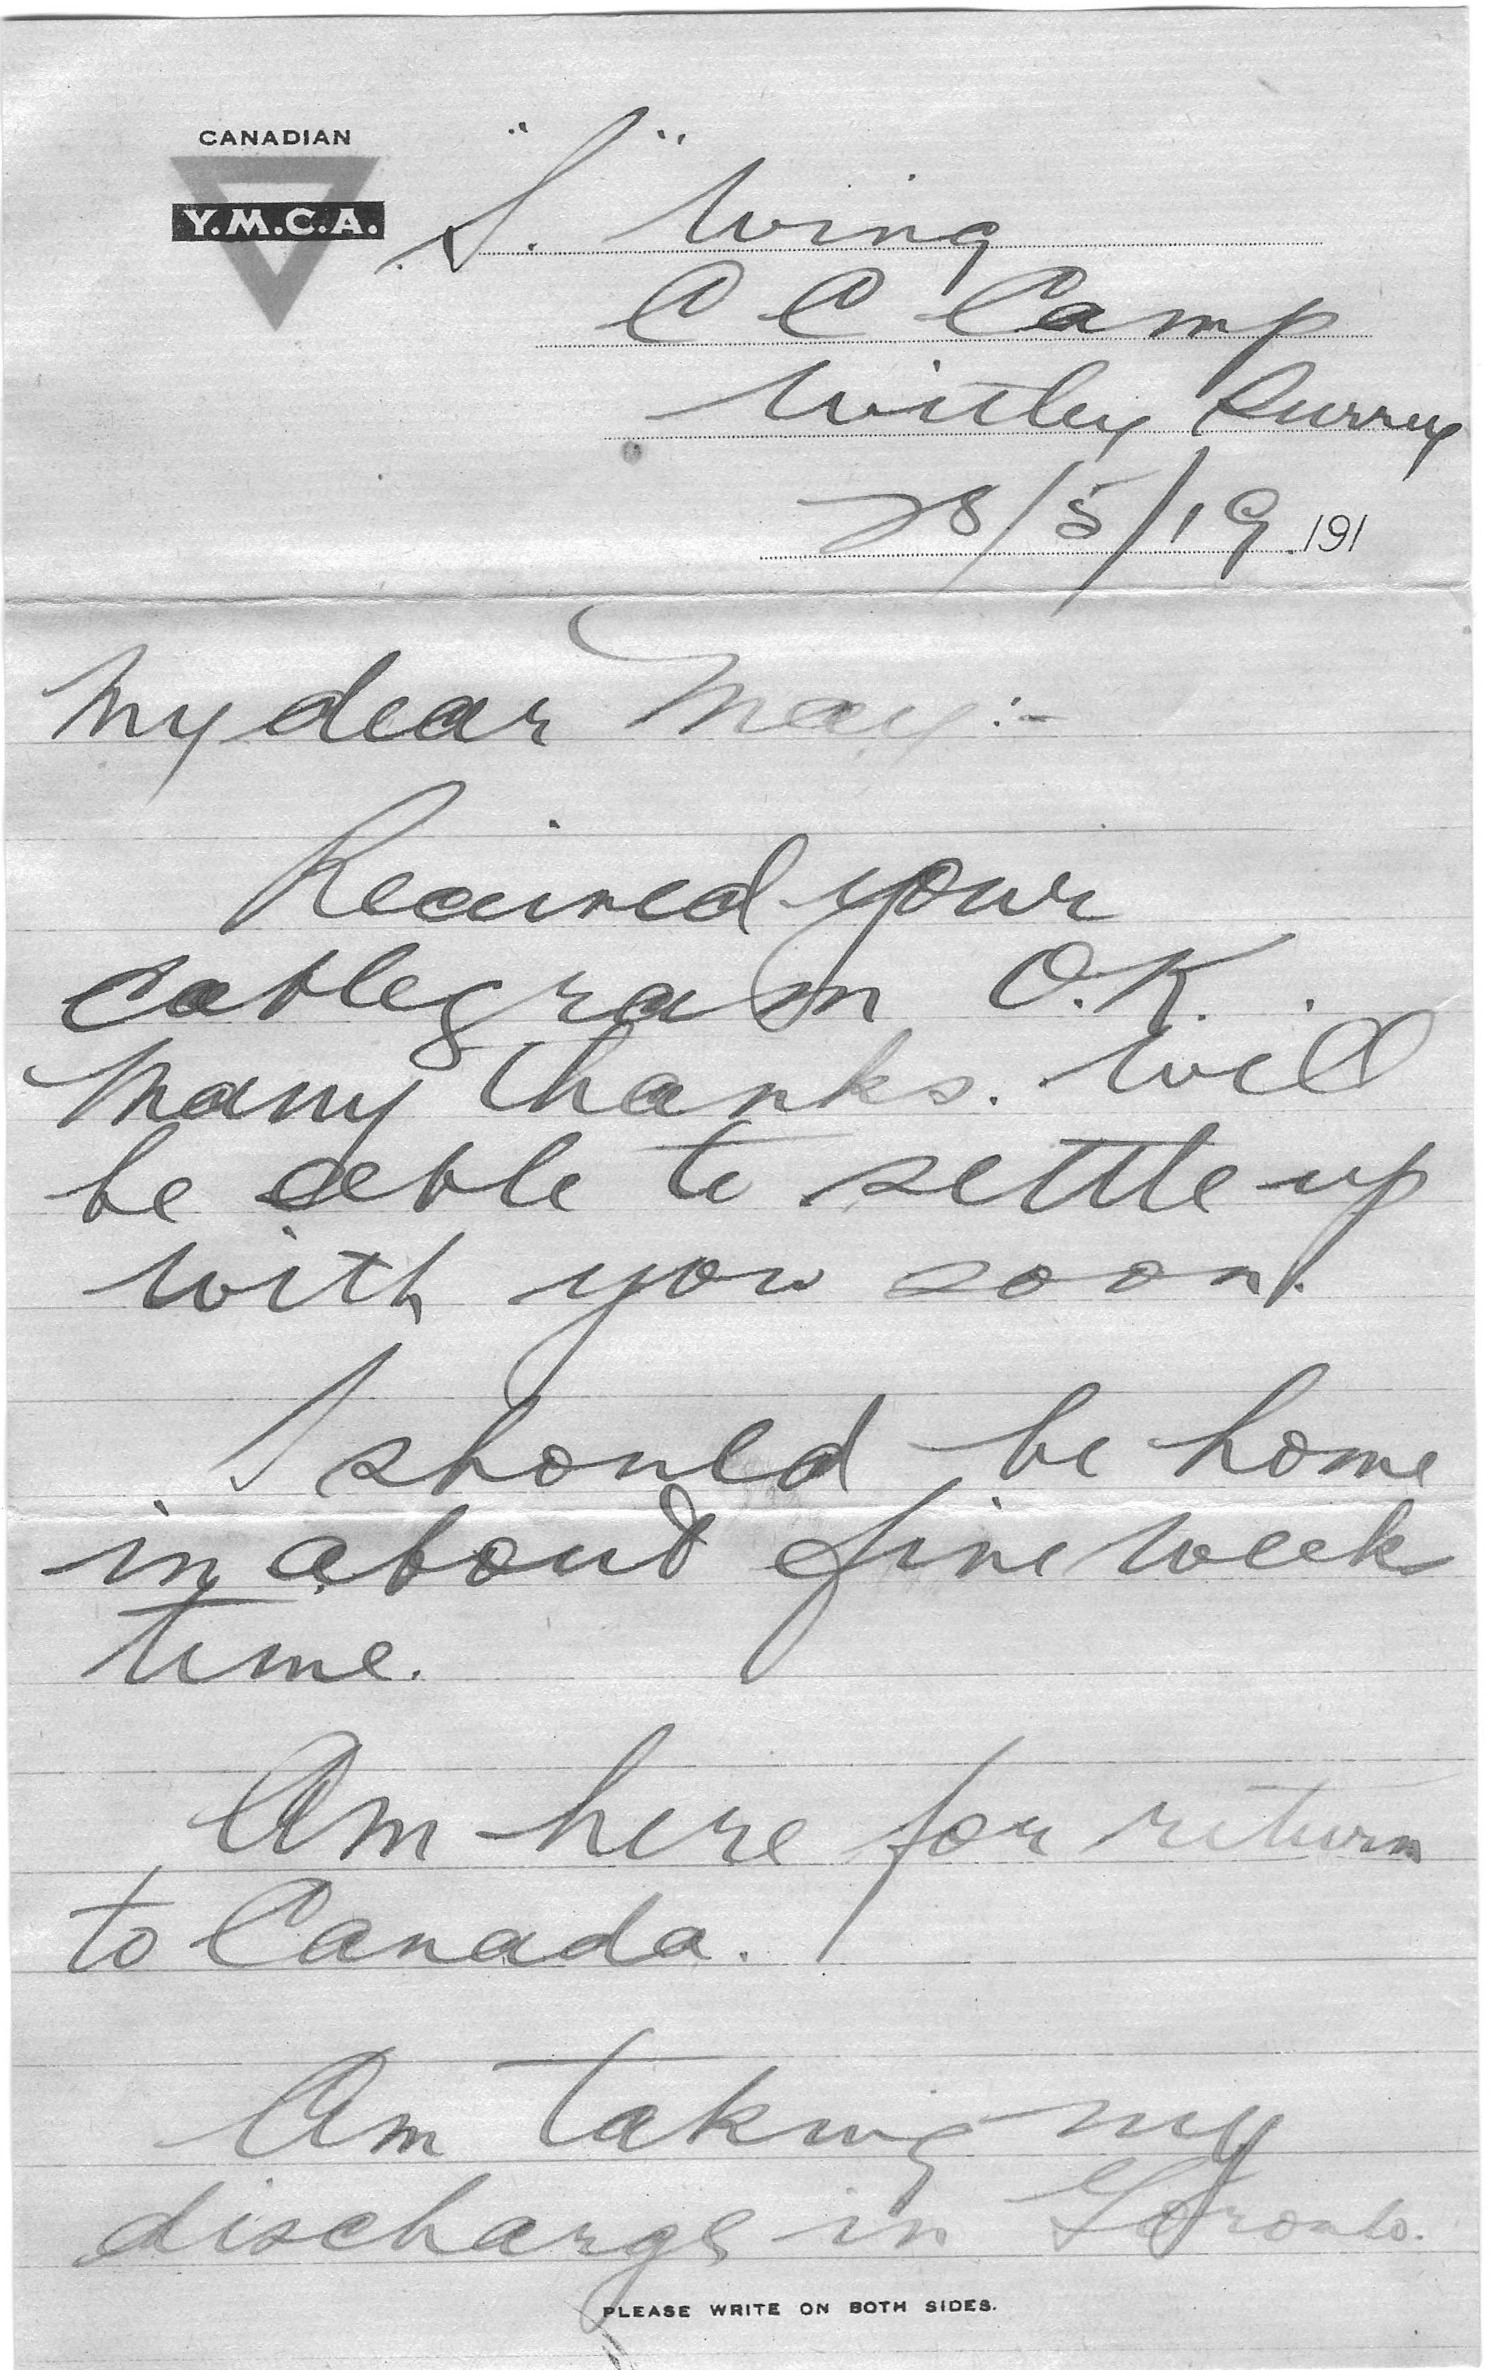 CANADIAN
Y.M.C.A.
"S." Wing
C C Camp
Witley Surrey
28/5/19 191
My dear May:-
Received your
cablegram O.K.
Many thanks. Will
be able to settle up
with you soon.
I should be home
in about five weeks
time.
Am here for return
to Canada.
Am taking my
discharge in Toronto.
PLEASE WRITE ON BOTH SIDES.